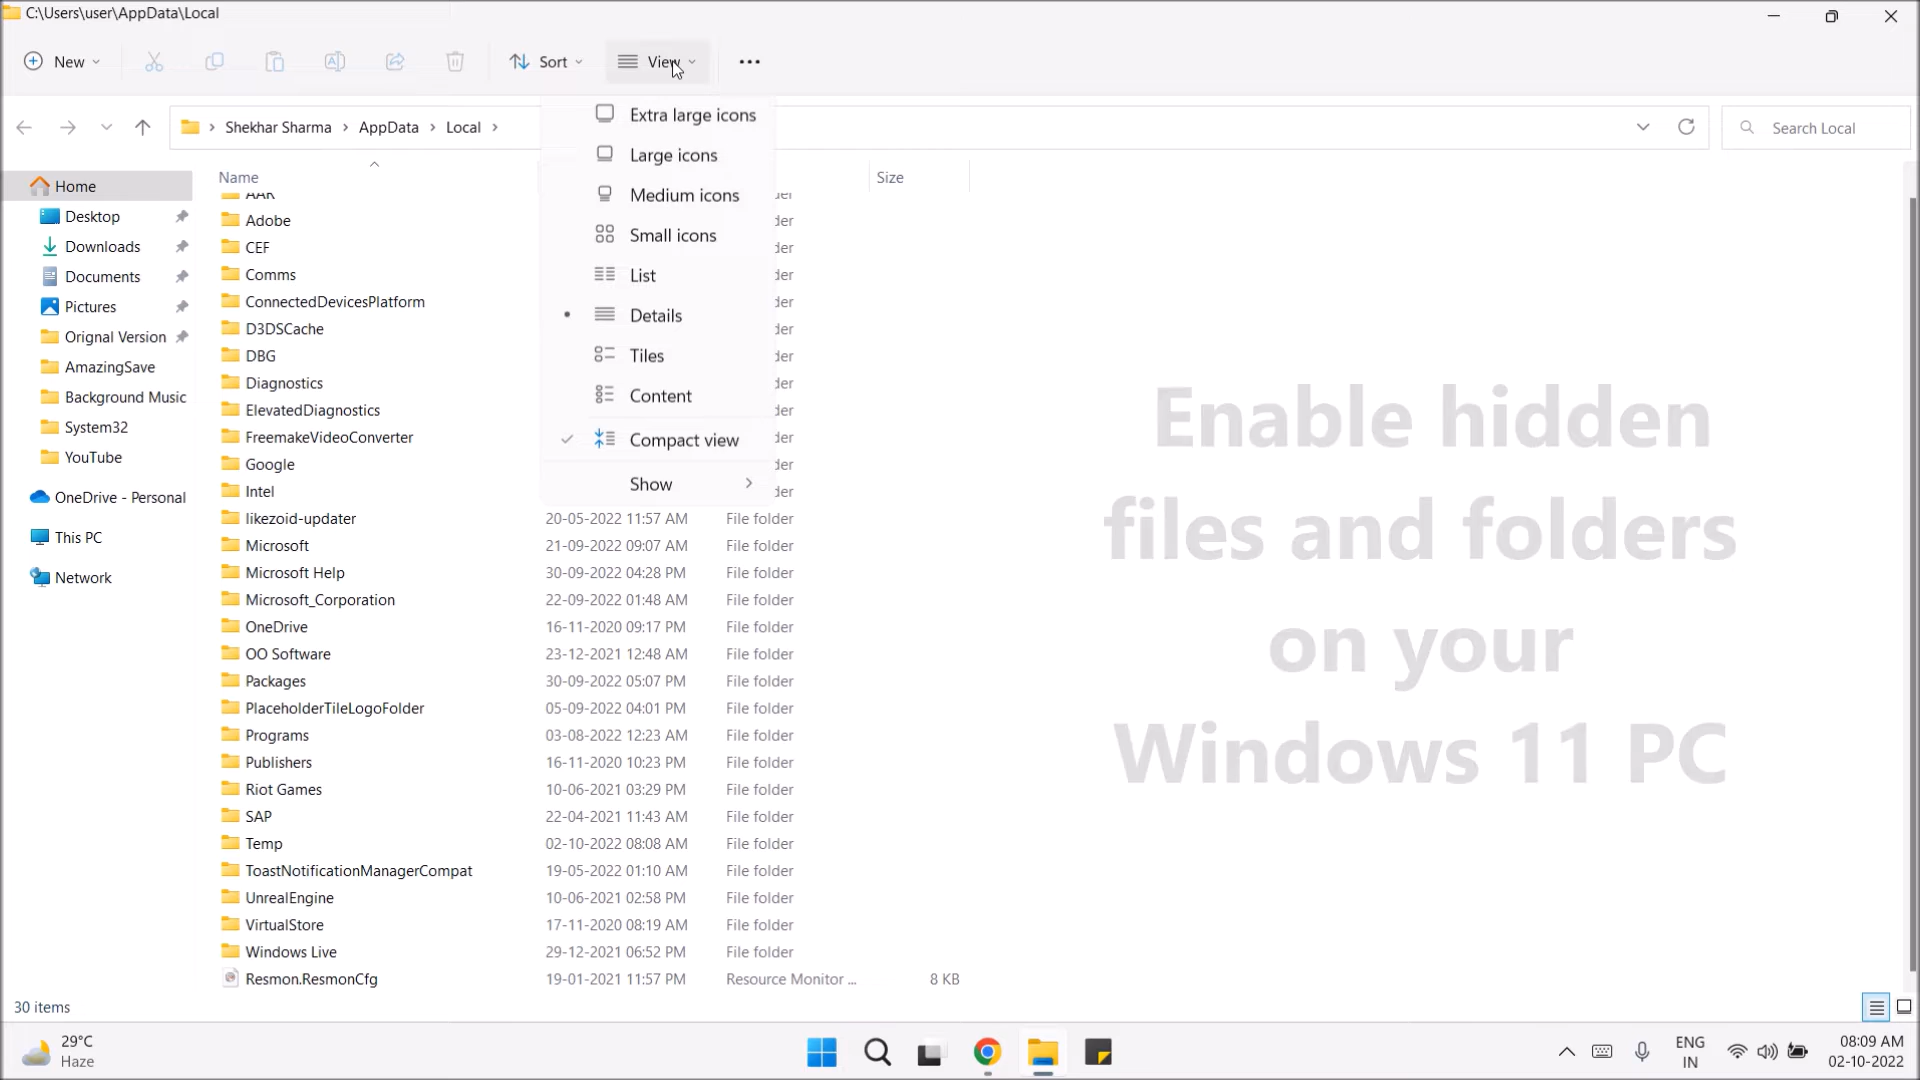 C:\Users\user\AppData\Local
New
Sort
View
Shekhar Sharma > AppData > Local >
Search Local
Name
Size
Home
Desktop
Downloads
Documents
Pictures
Orignal Version
AmazingSave
Background Music
System32
YouTube
OneDrive - Personal
This PC
Network
Adobe
CEF
Comms
ConnectedDevicesPlatform
D3DSCache
DBG
Diagnostics
ElevatedDiagnostics
FreemakeVideoConverter
Google
Intel
likezoid-updater 20-05-2022 11:57 AM File folder
Microsoft 21-09-2022 09:07 AM File folder
Microsoft Help 30-09-2022 04:28 PM File folder
Microsoft_Corporation 22-09-2022 01:48 AM File folder
OneDrive 16-11-2020 09:17 PM File folder
OO Software 23-12-2021 12:48 AM File folder
Packages 30-09-2022 05:07 PM File folder
PlaceholderTileLogoFolder 05-09-2022 04:01 PM File folder
Programs 03-08-2022 12:23 AM File folder
Publishers 16-11-2020 10:23 PM File folder
Riot Games 10-06-2021 03:29 PM File folder
SAP 22-04-2021 11:43 AM File folder
Temp 02-10-2022 08:08 AM File folder
ToastNotificationManagerCompat 19-05-2022 01:10 AM File folder
UnrealEngine 10-06-2021 02:58 PM File folder
VirtualStore 17-11-2020 08:19 AM File folder
Windows Live 29-12-2021 06:52 PM File folder
Resmon.ResmonCfg 19-01-2021 11:57 PM Resource Monitor ... 8 KB
Extra large icons
Large icons
Medium icons
Small icons
List
Details
Tiles
Content
Compact view
Show
Enable hidden
files and folders
on your
Windows 11 PC
30 items
29°C
Haze
ENG
IN
08:09 AM
02-10-2022